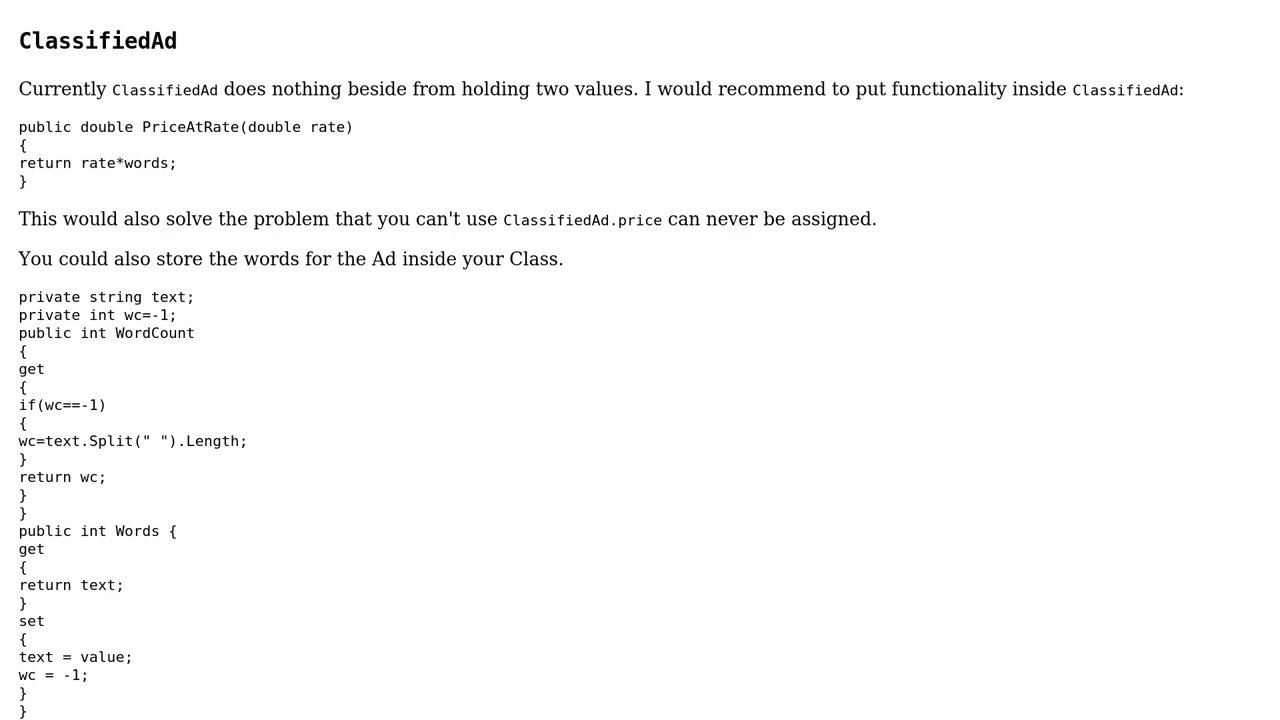 ClassifiedAd
Currently ClassifiedAd does nothing beside from holding two values. I would recommend to put functionality inside ClassifiedAd:
public double PriceAtRate(double rate)
{
return rate*words;
}
This would also solve the problem that you can't use ClassifiedAd.price can never be assigned.
You could also store the words for the Ad inside your Class.
private string text;
private int wc=-1;
public int WordCount
{
get
{
if(wc==-1)
{
wc=text.Split(" ").Length;
}
return wc;
}
}
public int Words {
get
{
return text;
}
set
{
text = value;
wc = -1;
}
}